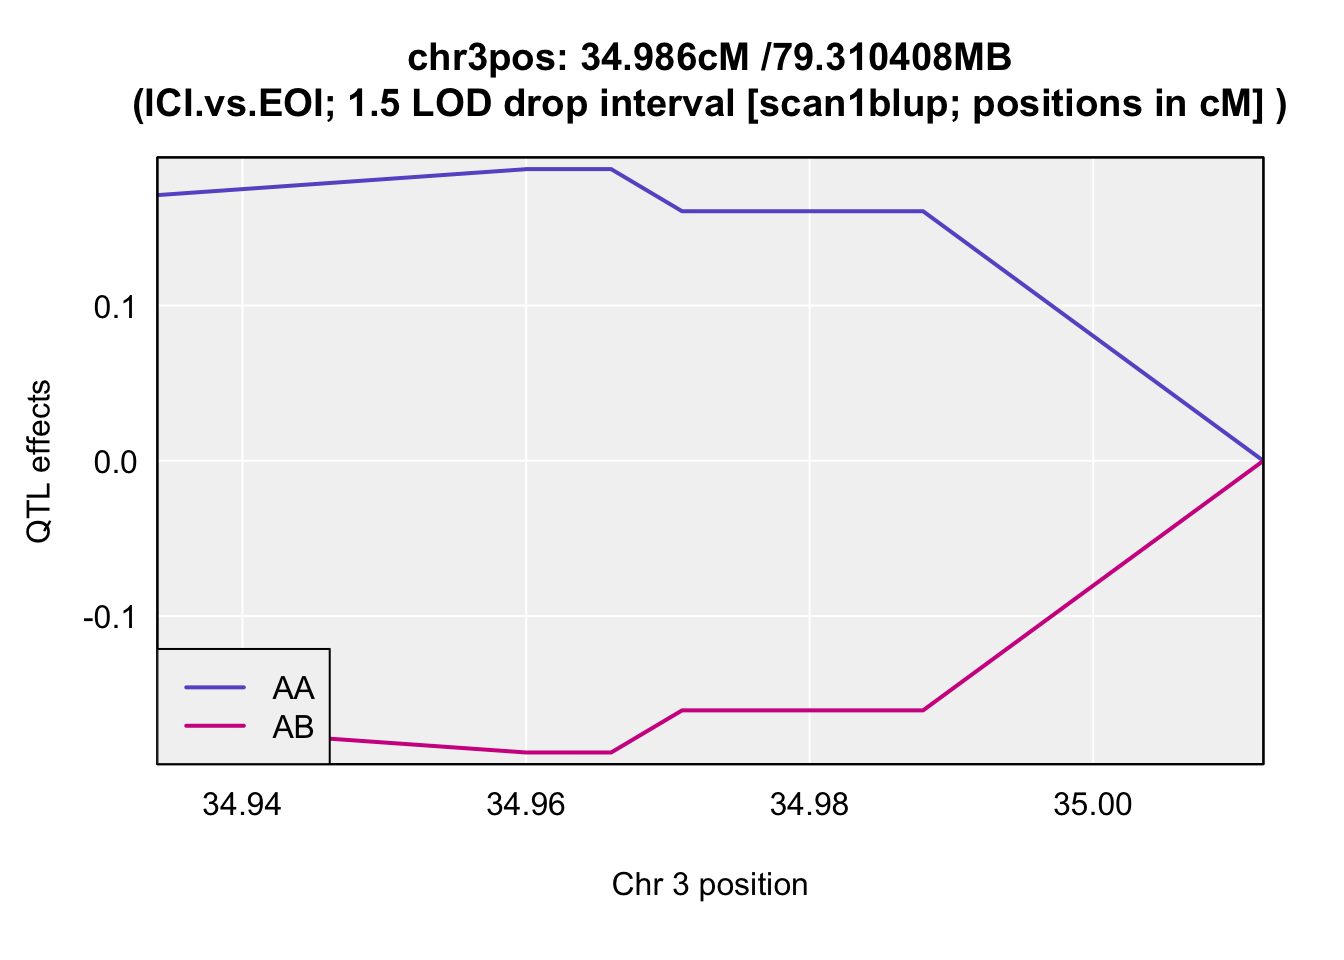 chr3pos: 34.986cM /79.310408MB
(ICI.vs.EOI; 1.5 LOD drop interval [scan1blup; positions in cM] )
QTL effects
0.1
0.0
-0.1
AA
AB
34.94
34.96
34.98
35.00
Chr 3 position